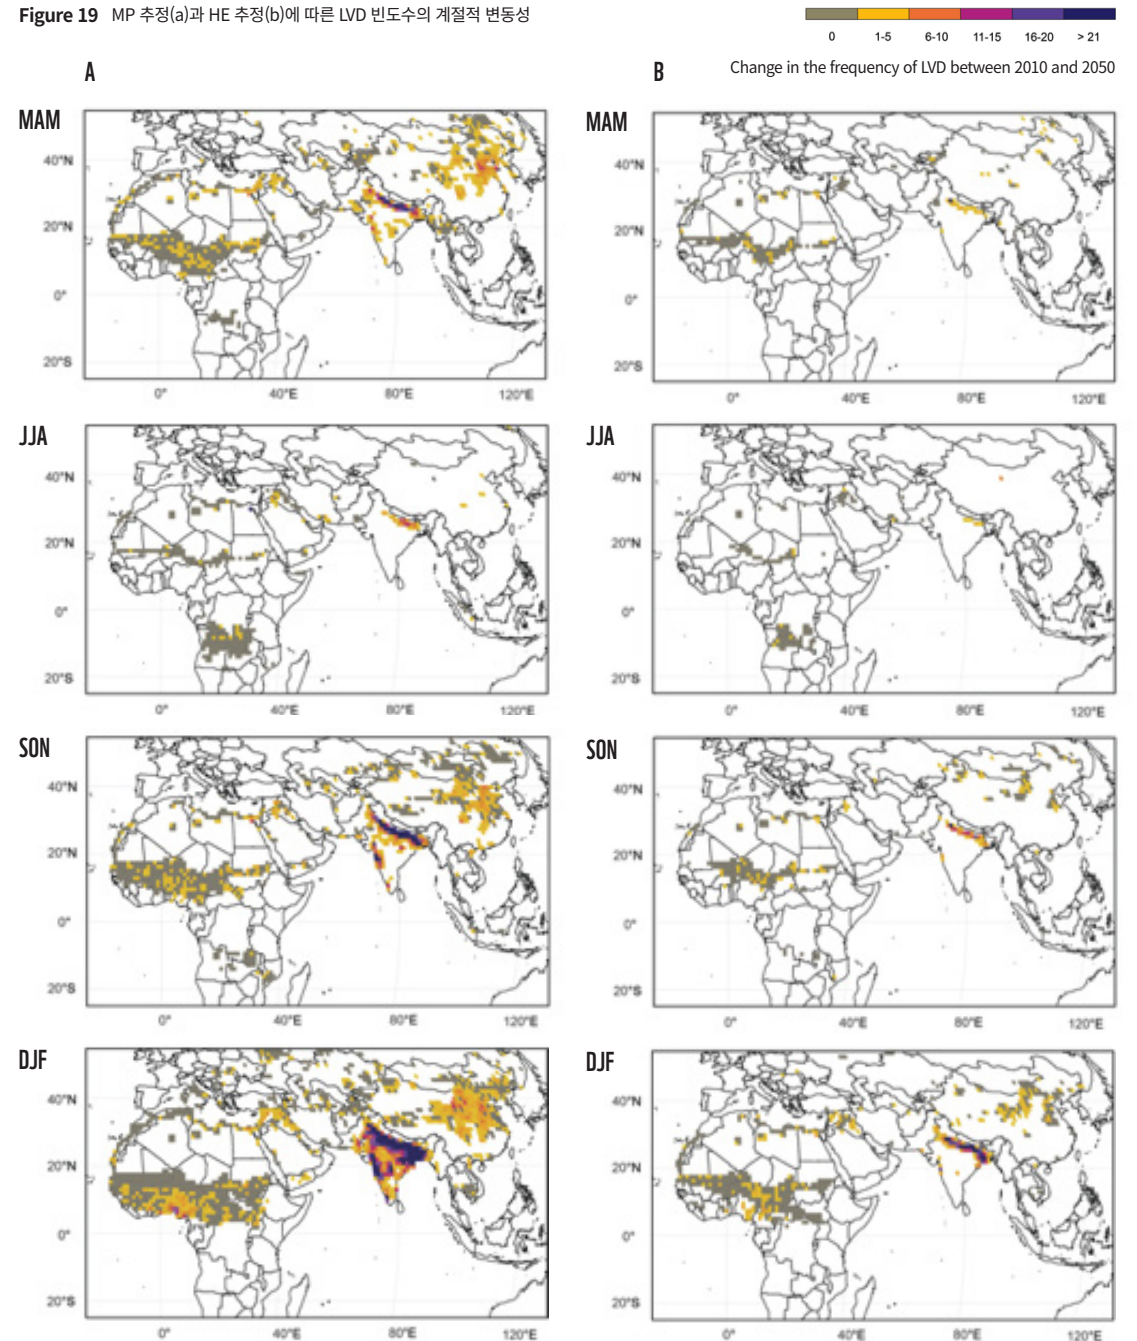 Figure 19 MP 추정(a)과 HE 추정(b)에 따른 LVD 빈도수의 계절적 변동성
0 1-5 6-10 11-15 16-20 > 21
Change in the frequency of LVD between 2010 and 2050
A
B
MAM
40°N
20°N
0°
20°S
0° 40°E 80°E 120°E
MAM
40°N
20°N
0°
20°S
0° 40°E 80°E 120°E
JJA
40°N
20°N
0°
20°S
0° 40°E 80°E 120°E
JJA
40°N
20°N
0°
20°S
0° 40°E 80°E 120°E
SON
40°N
20°N
0°
20°S
0° 40°E 80°E 120°E
SON
40°N
20°N
0°
20°S
0° 40°E 80°E 120°E
DJF
40°N
20°N
0°
20°S
0° 40°E 80°E 120°E
DJF
40°N
20°N
0°
20°S
0° 40°E 80°E 120°E